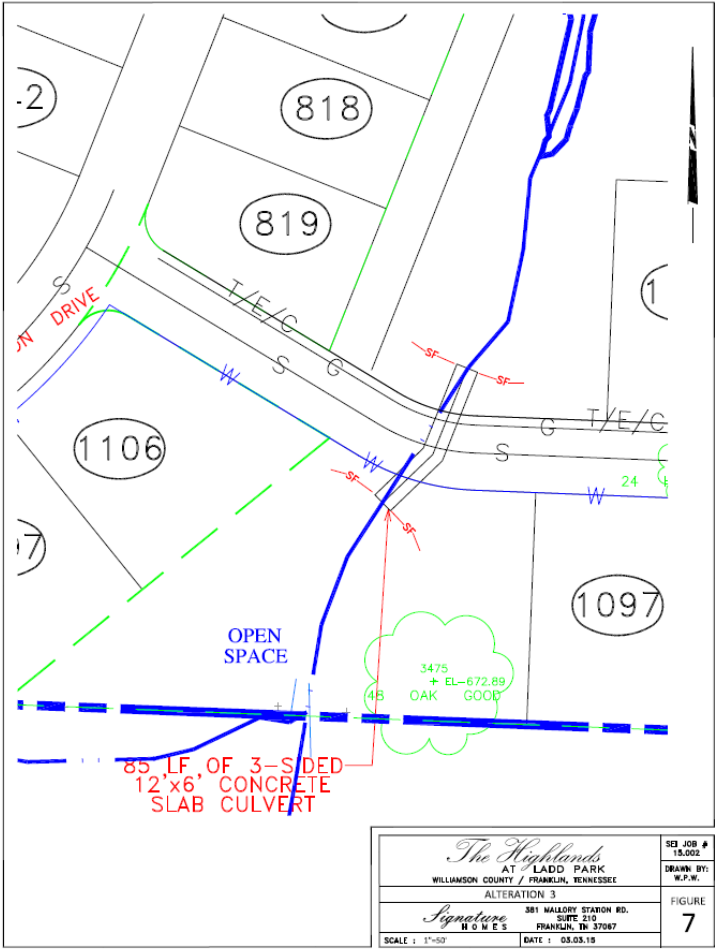 -2
818
819
N
S
ON DRIVE
T/E/C
S
G
W
SF
SF
1
G
T/E/C
S
24
1106
W
SF
SF
W
97
1097
OPEN
SPACE
3475
+ EL-672.89
48 OAK GOOD
85 LF OF 3-SIDED
12'x6' CONCRETE
SLAB CULVERT
The Highlands
AT LADD PARK
WILLIAMSON COUNTY / FRANKLIN, TENNESSEE
ALTERATION 3
Signature
HOMES
381 MALLORY STATION RD.
SUITE 210
FRANKLIN, TN 37067
SCALE : 1"=50'
DATE : 03.03.15
SEI JOB #
15.002
DRAWN BY:
W.P.W.
FIGURE
7